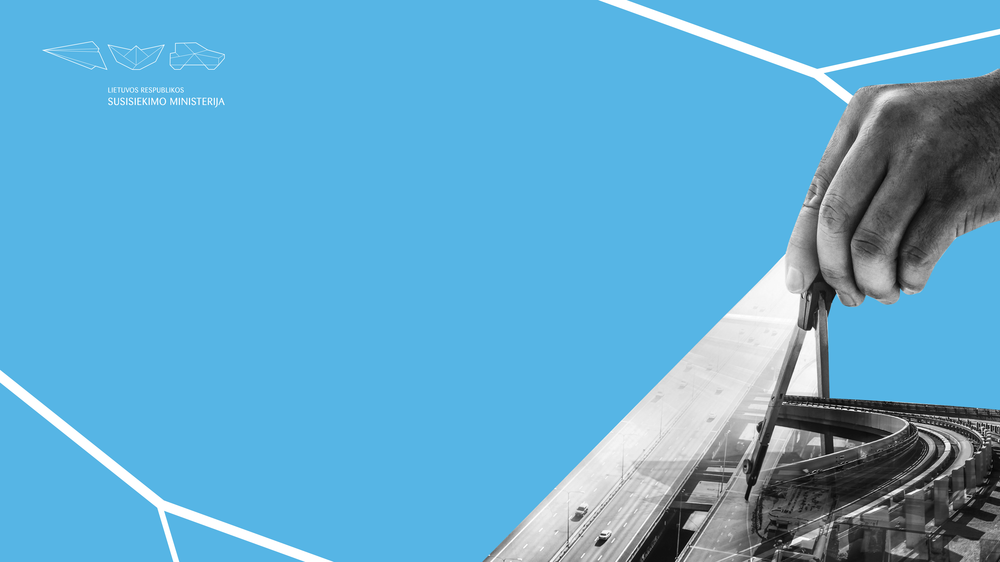 LIETUVOS RESPUBLIKOS
SUSISIEKIMO MINISTERIJA